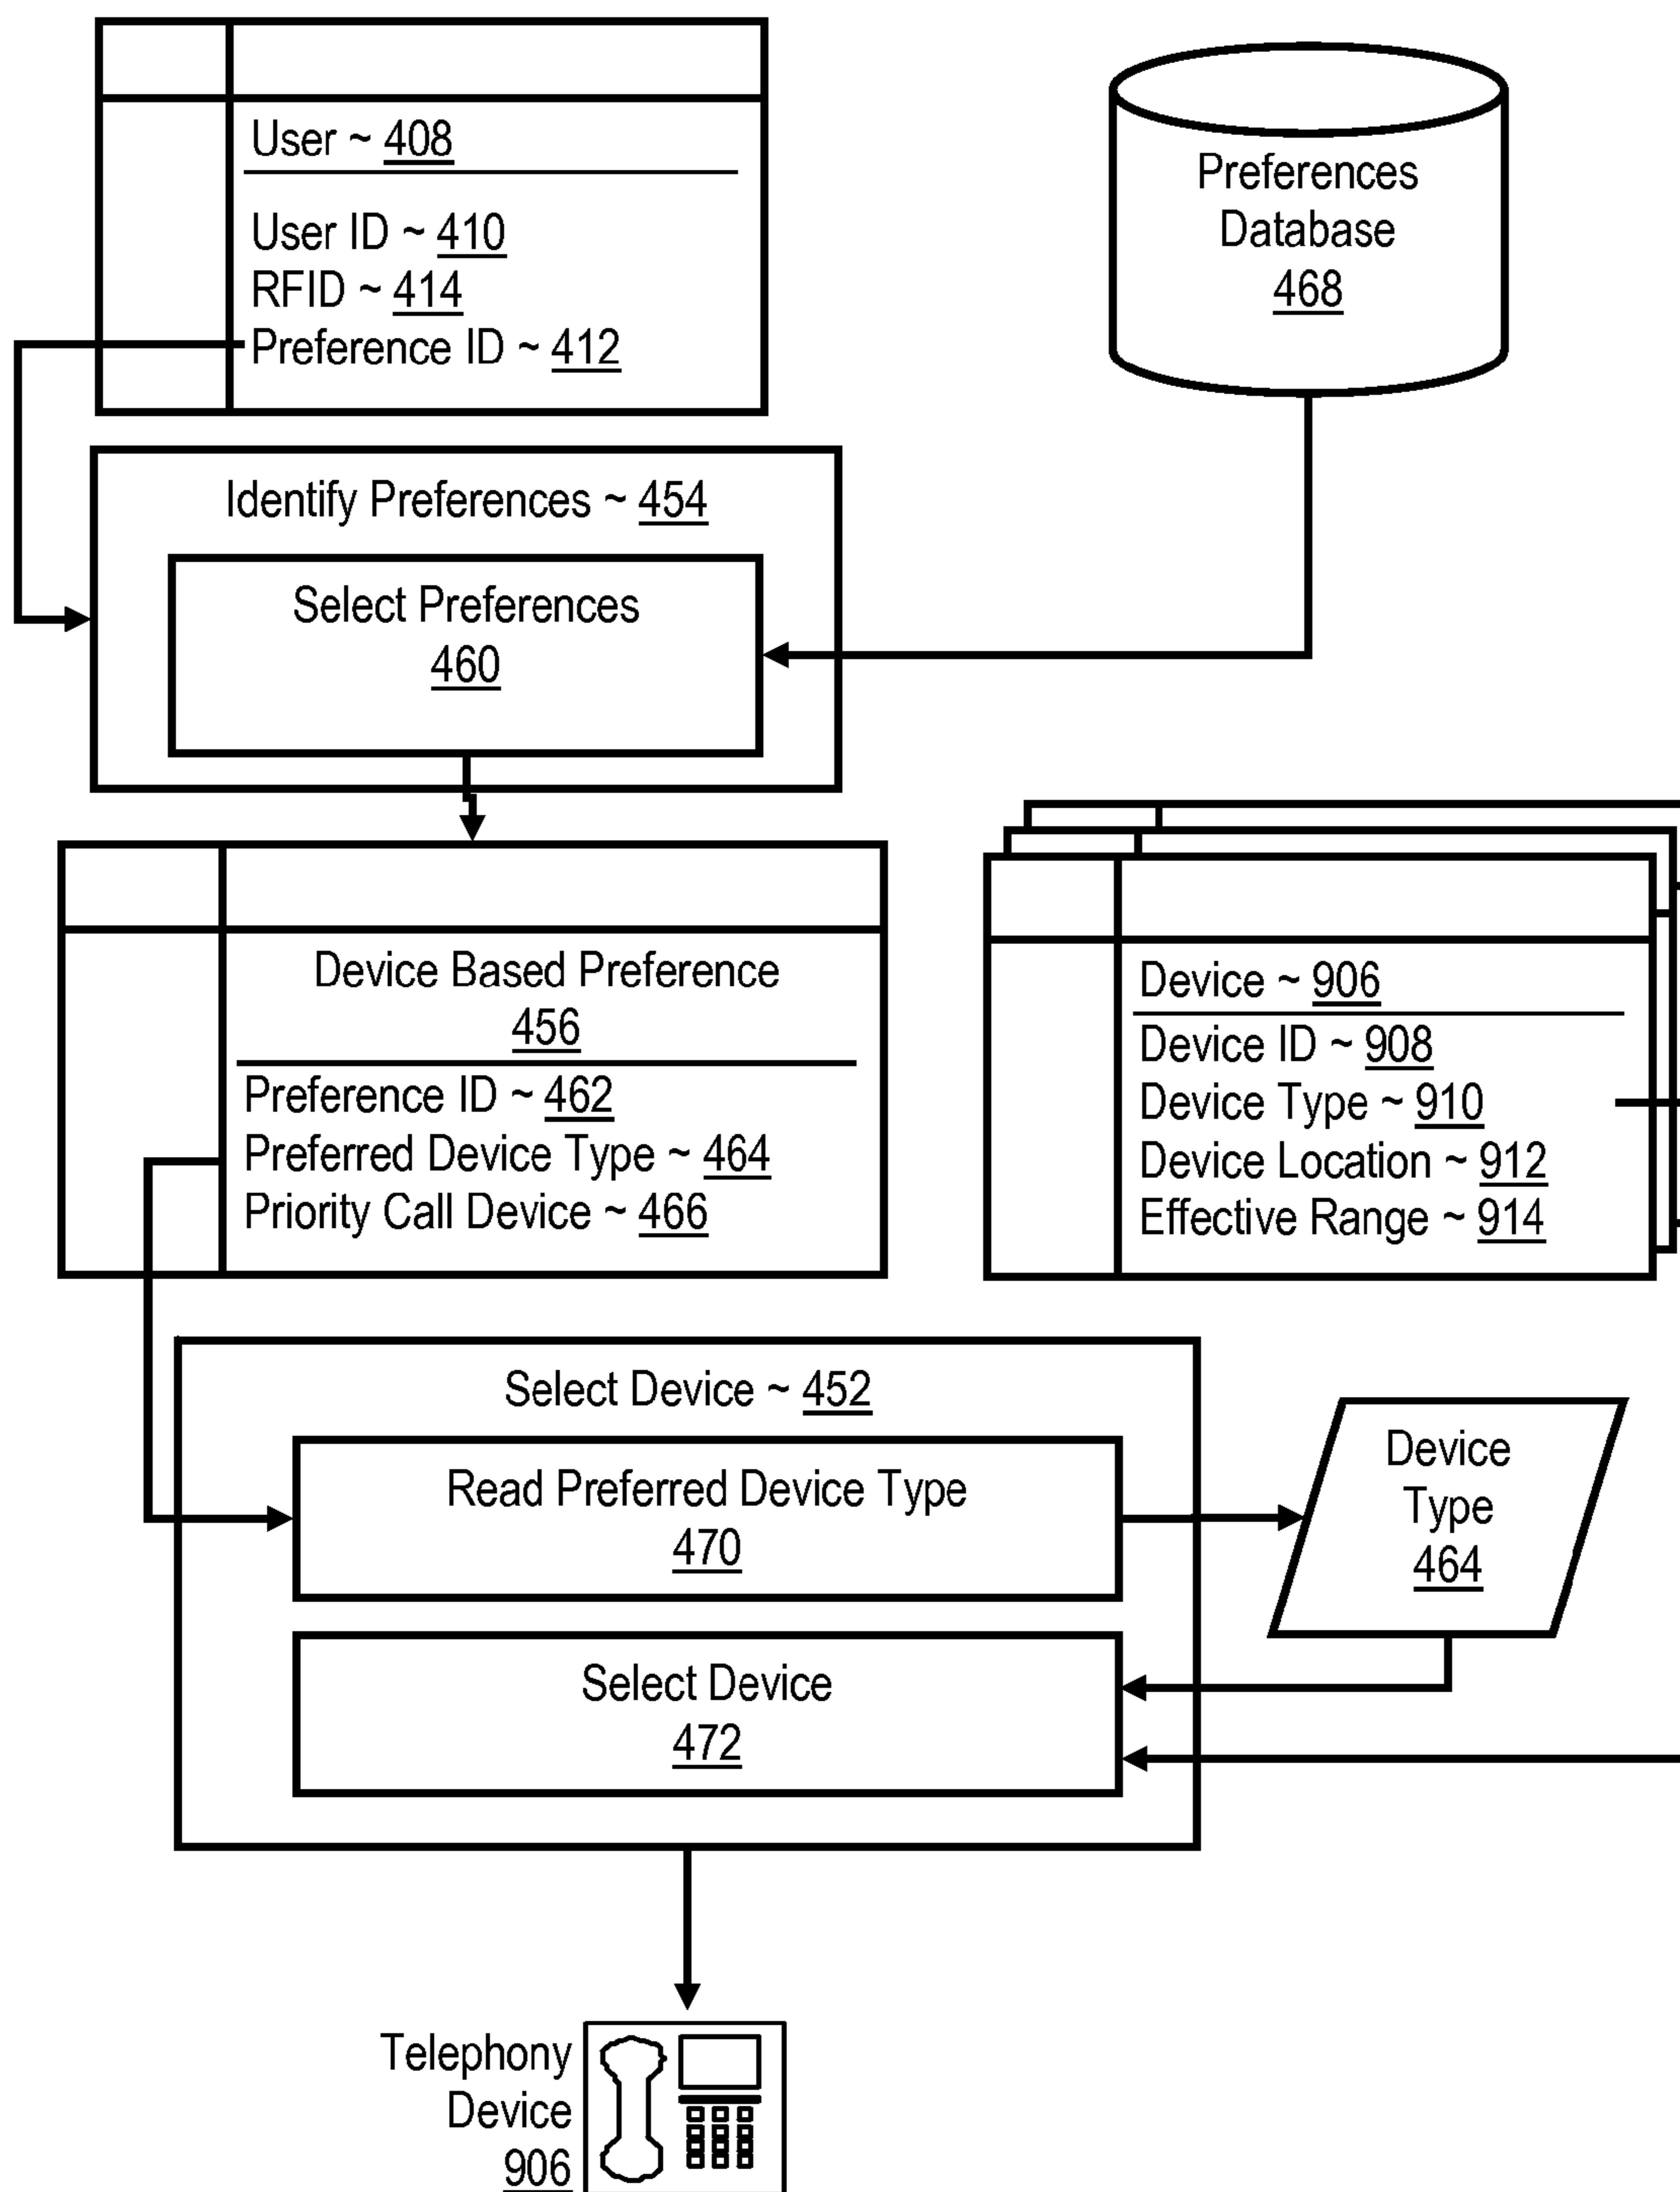 User ~ 408
User ID ~ 410
RFID ~ 414
Preference ID ~ 412
Preferences
Database
468
Identify Preferences ~ 454
Select Preferences
460
Device Based Preference
456
Preference ID ~ 462
Preferred Device Type ~ 464
Priority Call Device ~ 466
Device ~ 906
Device ID ~ 908
Device Type ~ 910
Device Location ~ 912
Effective Range ~ 914
Select Device ~ 452
Read Preferred Device Type
470
Device
Type
464
Select Device
472
Telephony
Device
906